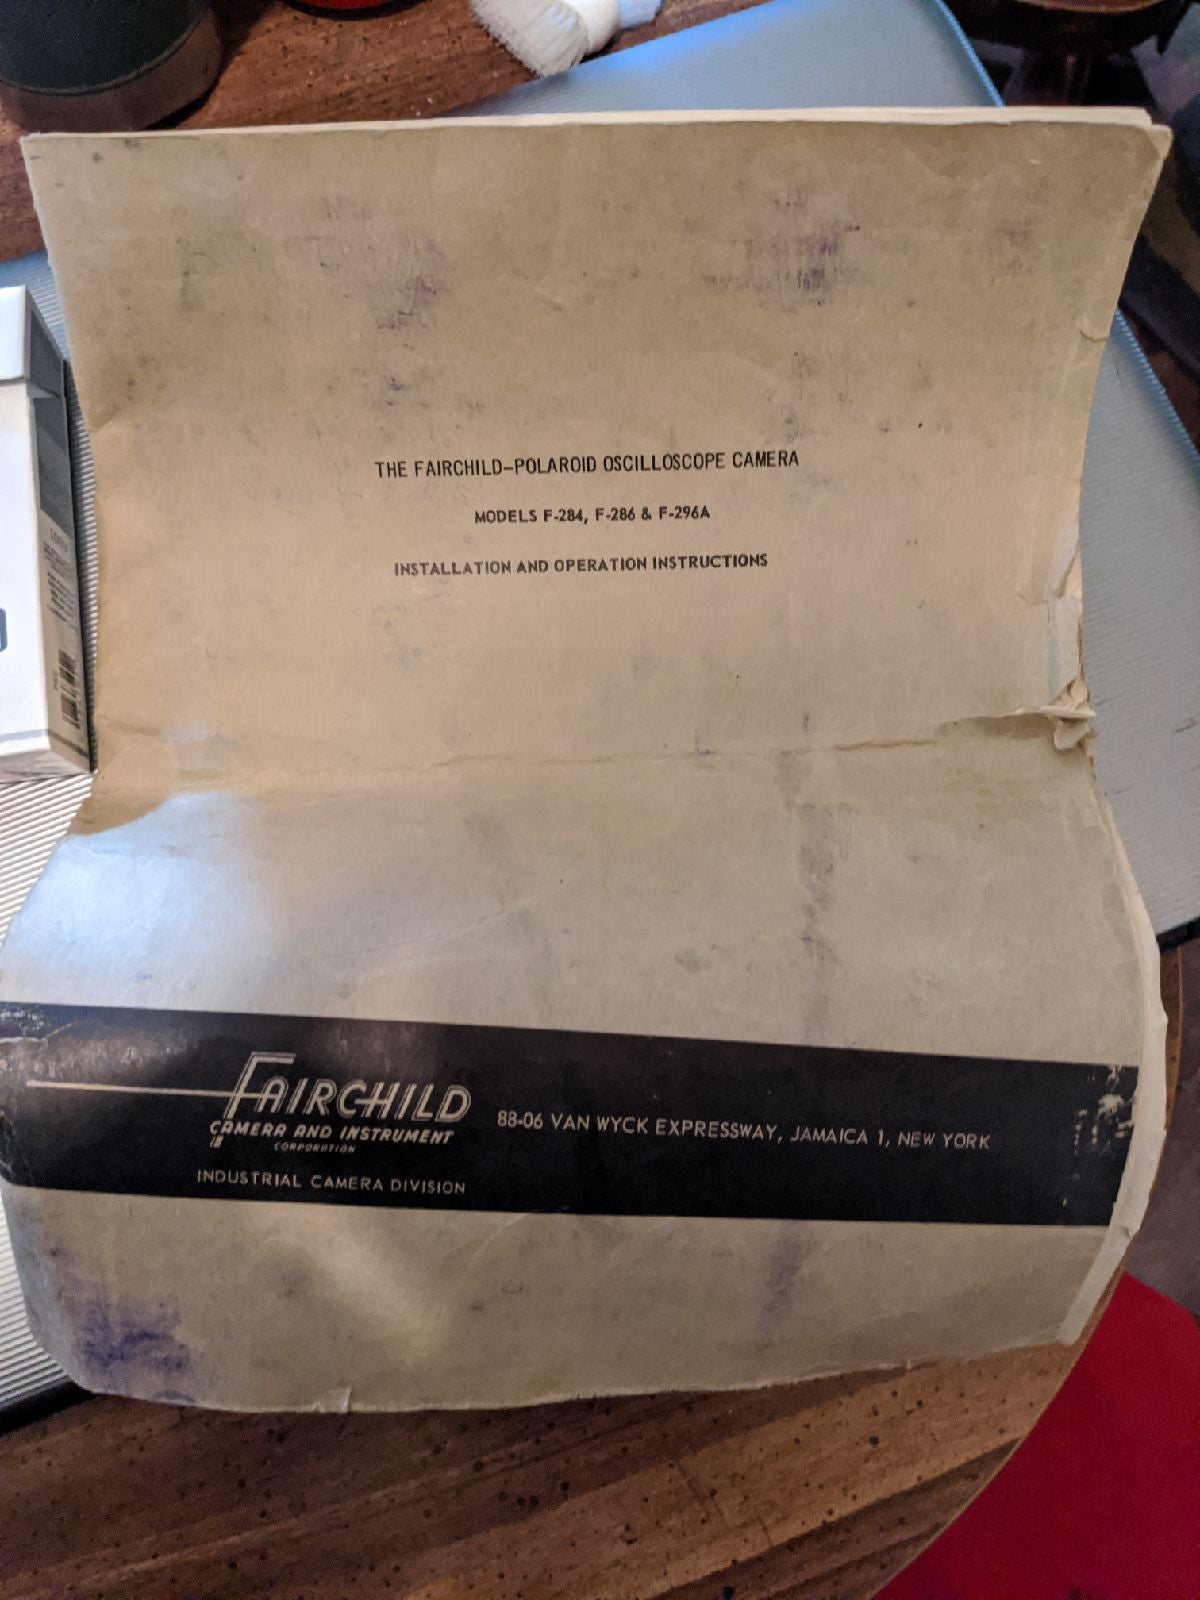 THE FAIRCHILD-POLAROID OSCILLOSCOPE CAMERA
MODELS F-284, F-286 & F-296A
INSTALLATION AND OPERATION INSTRUCTIONS
FAIRCHILD
CAMERA AND INSTRUMENT
CORPORATION
INDUSTRIAL CAMERA DIVISION
88-06 VAN WYCK EXPRESSWAY, JAMAICA 1, NEW YORK